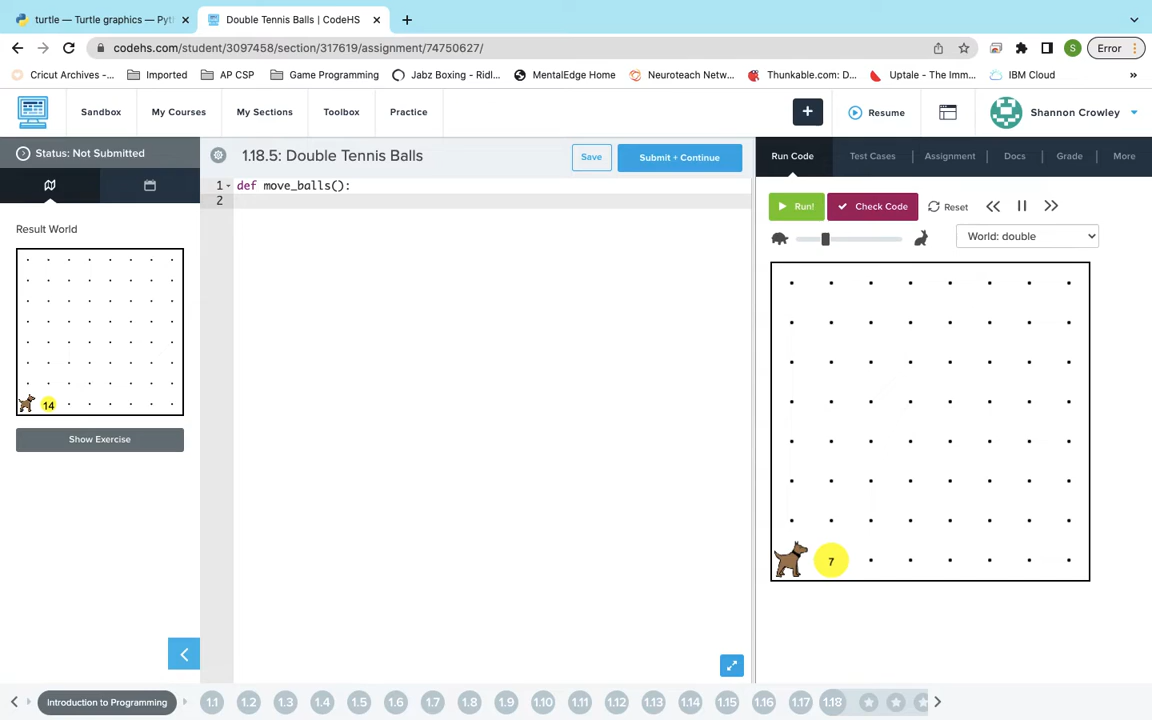 turtle — Turtle graphics — Pyt
Double Tennis Balls | CodeHS
codehs.com/student/3097458/section/317619/assignment/74750627/
S
Error
Cricut Archives -...
Imported
AP CSP
Game Programming
Jabz Boxing - Ridl...
MentalEdge Home
Neuroteach Netw...
Thunkable.com: D...
Uptale - The Imm...
IBM Cloud
»
Sandbox
My Courses
My Sections
Toolbox
Practice
+
Resume
Shannon Crowley
Status: Not Submitted
1.18.5: Double Tennis Balls
Save
Submit + Continue
Run Code
Test Cases
Assignment
Docs
Grade
More
Result World
14
Show Exercise
1 def move_balls():
2
Run!
Check Code
Reset
World: double
7
Introduction to Programming
1.1
1.2
1.3
1.4
1.5
1.6
1.7
1.8
1.9
1.10
1.11
1.12
1.13
1.14
1.15
1.16
1.17
1.18